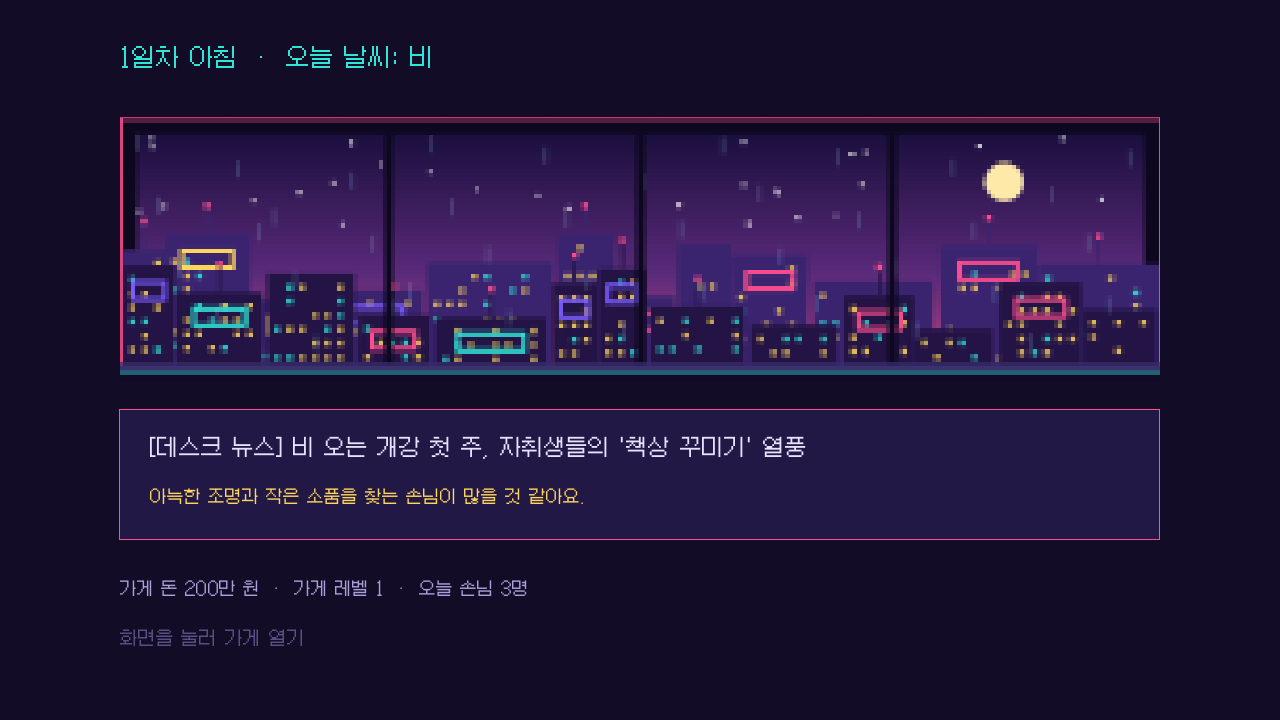 1일차 아침 · 오늘 날씨: 비
[데스크 뉴스] 비 오는 개강 첫 주, 자취생들의 '책상 꾸미기' 열풍
아늑한 조명과 작은 소품을 찾는 손님이 많을 것 같아요.
가게 돈 200만 원 · 가게 레벨 1 · 오늘 손님 3명
화면을 눌러 가게 열기